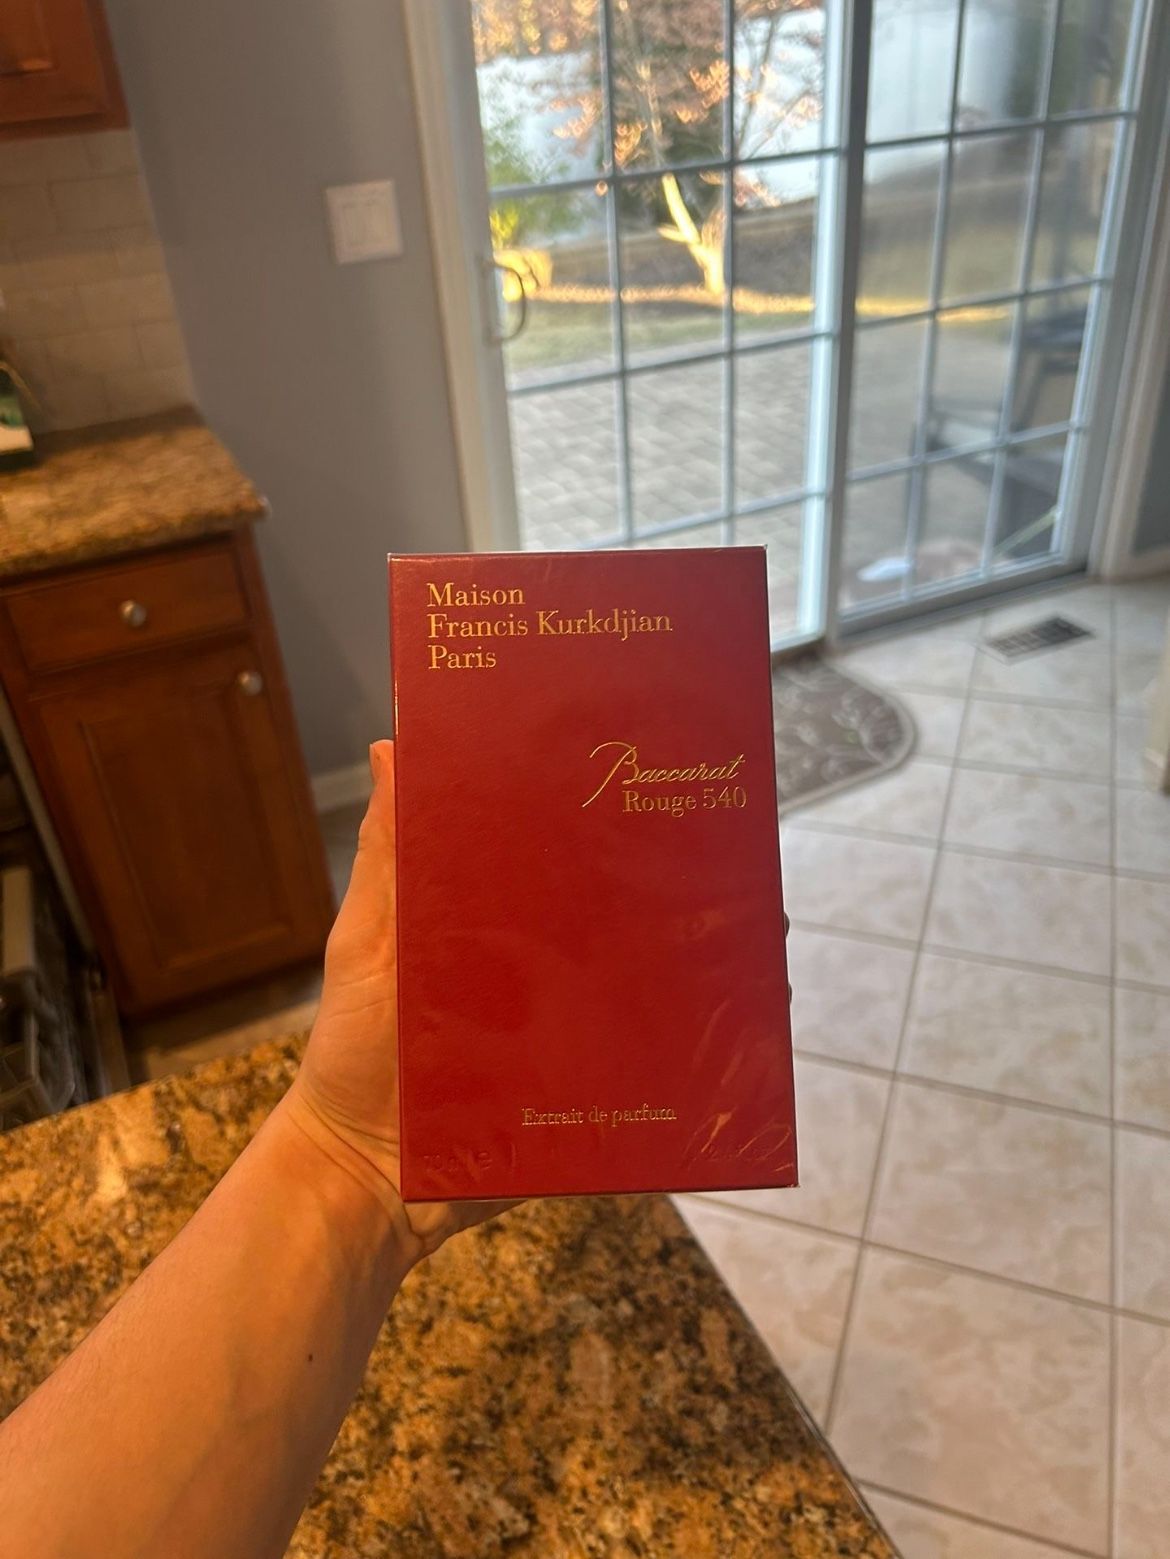 Maison
Francis Kurkdjian
Paris
Baccarat
Rouge 540
Extrait de parfum